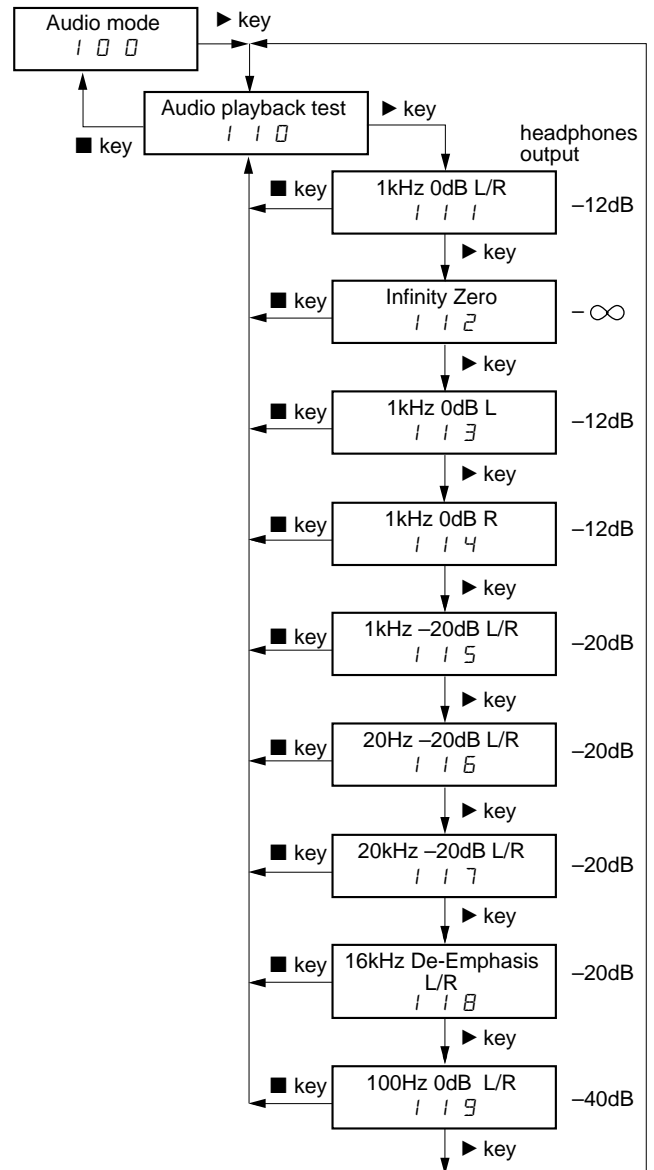 Audio mode
1 0 0
► key
Audio playback test
1 1 0
► key
■ key
headphones
output
1kHz 0dB L/R
1 1 1
■ key
–12dB
► key
Infinity Zero
1 1 2
■ key
– ∞
► key
1kHz 0dB L
1 1 3
■ key
–12dB
► key
1kHz 0dB R
1 1 4
■ key
–12dB
► key
1kHz –20dB L/R
1 1 5
■ key
–20dB
► key
20Hz –20dB L/R
1 1 6
■ key
–20dB
► key
20kHz –20dB L/R
1 1 7
■ key
–20dB
► key
16kHz De-Emphasis
L/R
1 1 8
■ key
–20dB
► key
100Hz 0dB L/R
1 1 9
■ key
–40dB
► key